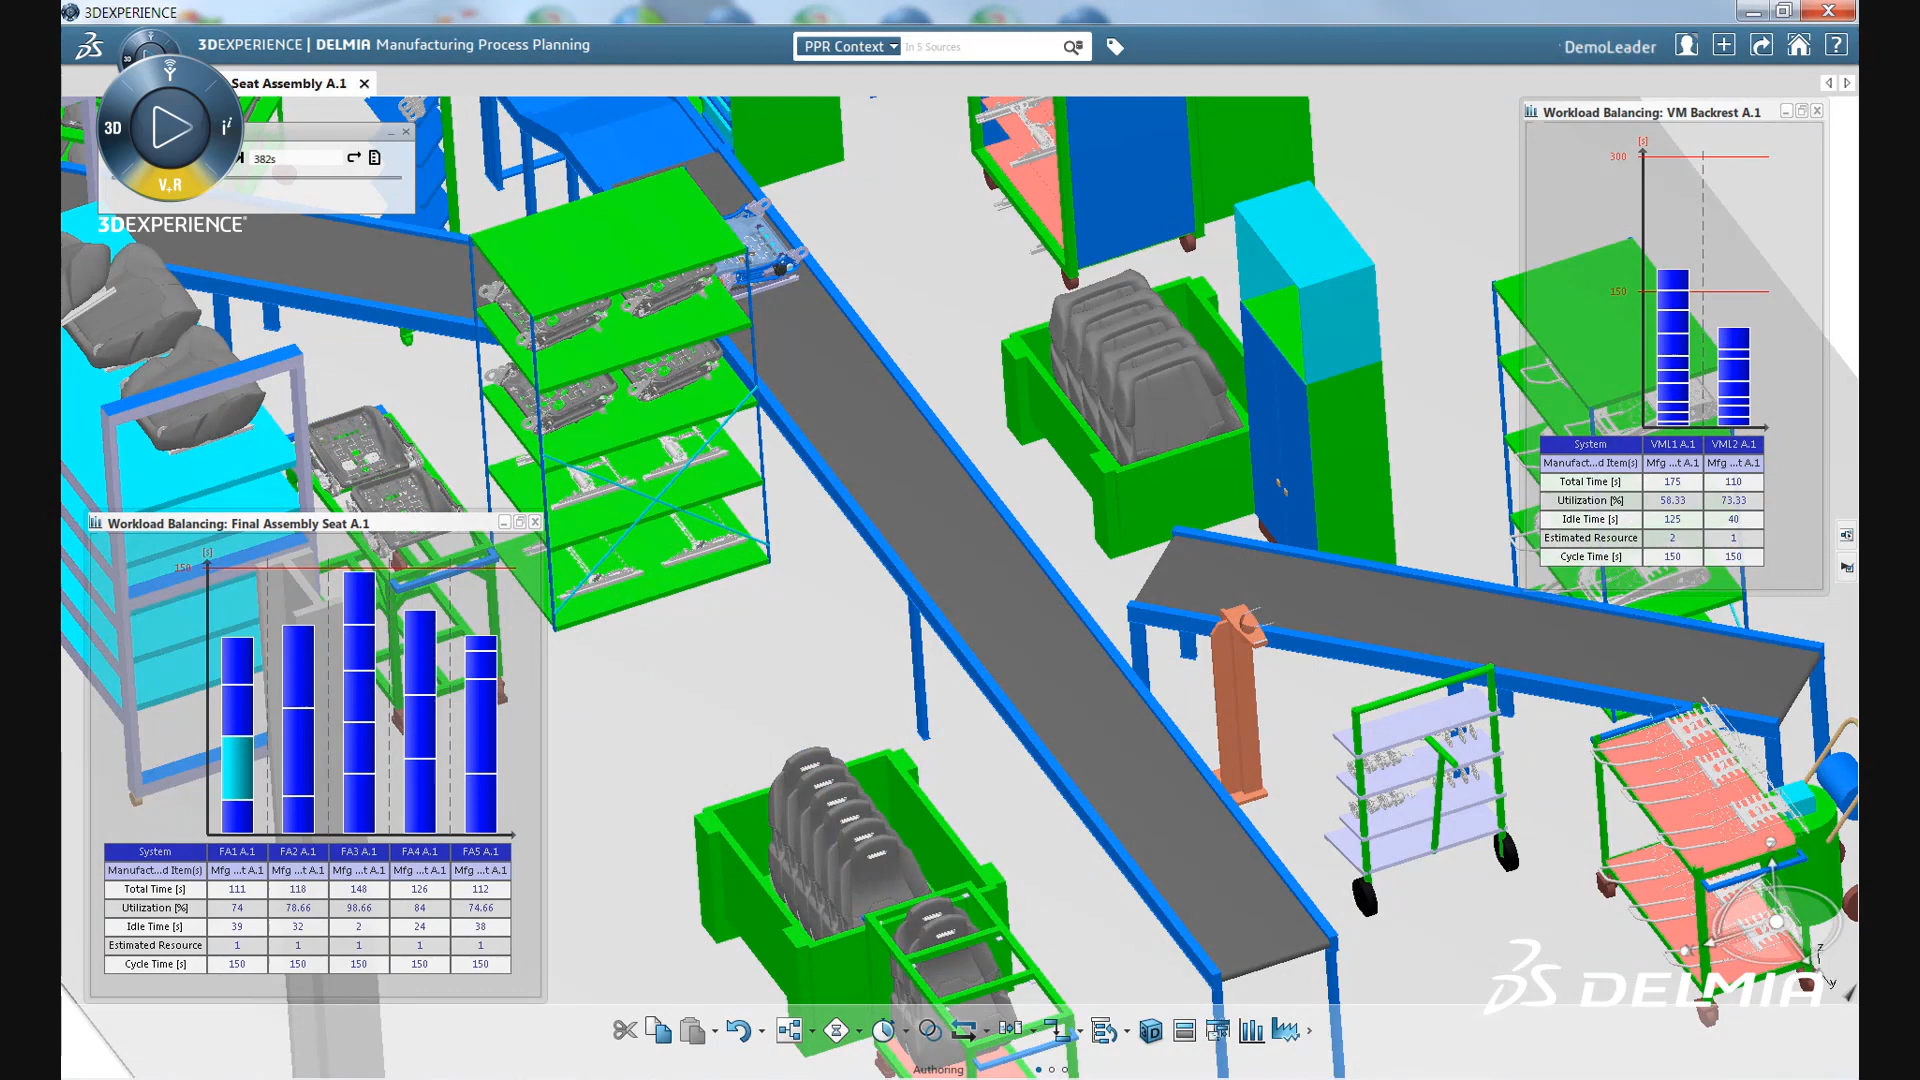 3DEXPERIENCE
3DEXPERIENCE | DELMIA Manufacturing Process Planning
PPR Context
In 5 Sources
DemoLeader
?
Seat Assembly A.1
3D
i
V+R
382s
3DEXPERIENCE
Workload Balancing: VM Backrest A.1
[s]
300
150
System VML1 A.1 VML2 A.1
Manufact...d Item(s) Mfg ...t A.1 Mfg ...t A.1
Total Time [s] 175 110
Utilization [%] 58.33 73.33
Idle Time [s] 125 40
Estimated Resource 2 1
Cycle Time [s] 150 150
Workload Balancing: Final Assembly Seat A.1
[s]
150
System FA1 A.1 FA2 A.1 FA3 A.1 FA4 A.1 FA5 A.1
Manufact...d Item(s) Mfg ...t A.1 Mfg ...t A.1 Mfg ...t A.1 Mfg ...t A.1 Mfg ...t A.1
Total Time [s] 111 118 148 126 112
Utilization [%] 74 78.66 98.66 84 74.66
Idle Time [s] 39 32 2 24 38
Estimated Resource 1 1 1 1 1
Cycle Time [s] 150 150 150 150 150
z
y
DELMIA
Authoring